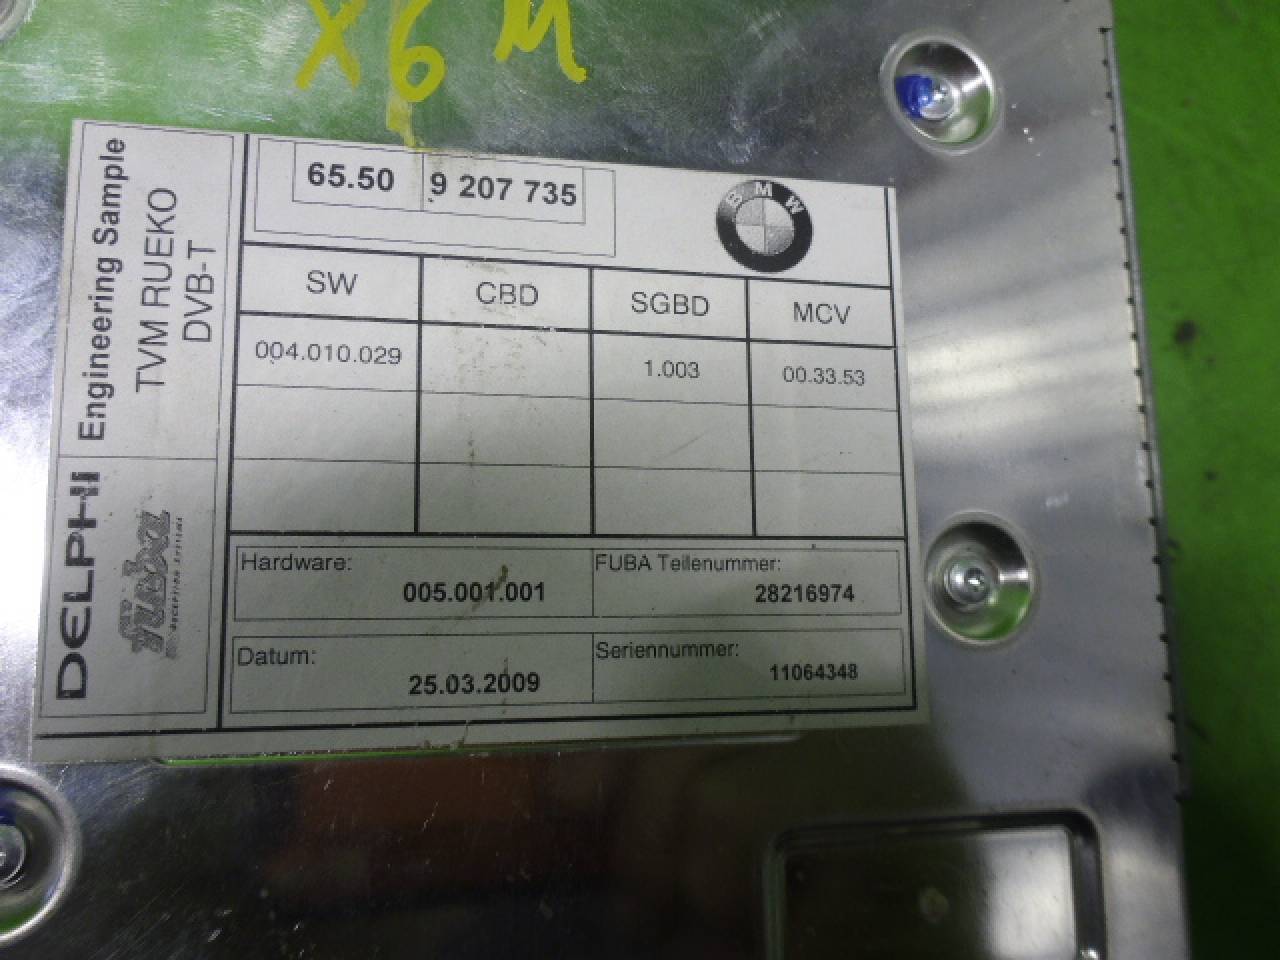 X6 M
65.50 9 207 735
BMW
SW CBD SGBD MCV
004.010.029 1.003 00.33.53
Hardware: 005.001.001
FUBA Teilenummer: 28216974
Datum: 25.03.2009
Seriennummer: 11064348
DELPHI Engineering Sample
fuba TVM RUEKO
RECEPTION SYSTEMS
DVB-T